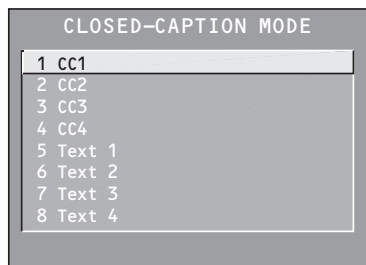 CLOSED-CAPTION MODE
1 CC1
2 CC2
3 CC3
4 CC4
5 Text 1
6 Text 2
7 Text 3
8 Text 4